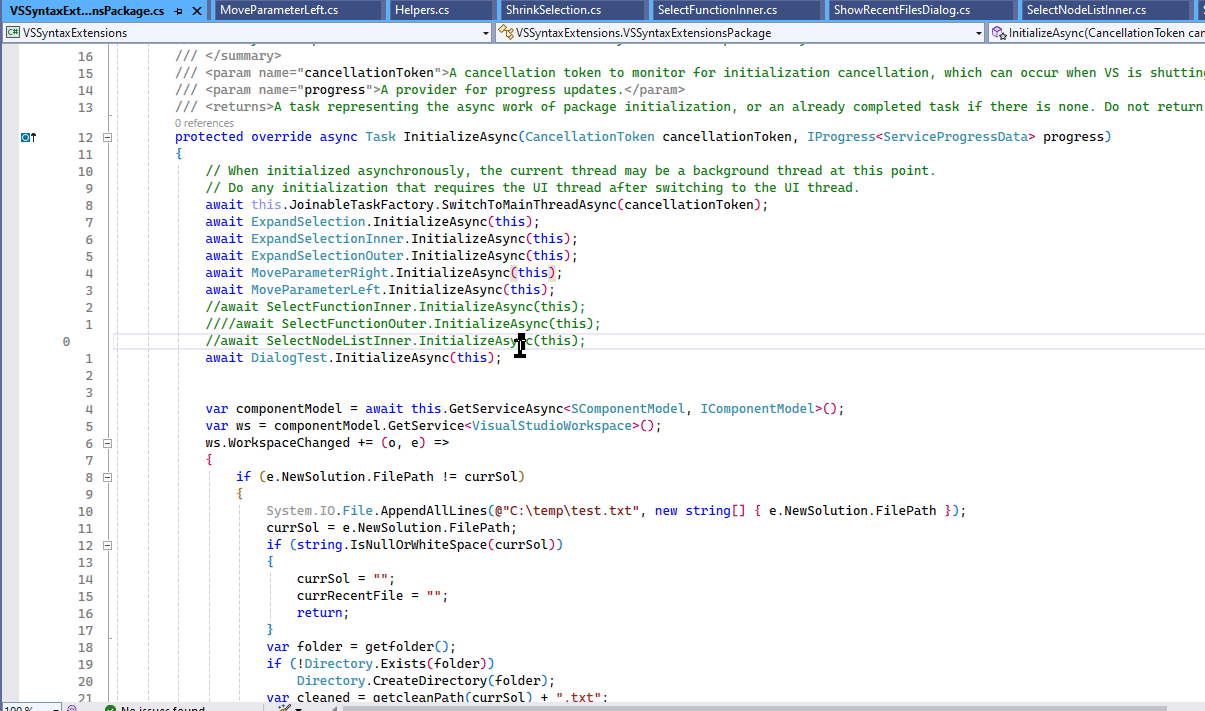 VSSyntaxExt...nsPackage.cs
MoveParameterLeft.cs
Helpers.cs
ShrinkSelection.cs
SelectFunctionInner.cs
ShowRecentFilesDialog.cs
SelectNodeListInner.cs
C# VSSyntaxExtensions
VSSyntaxExtensions.VSSyntaxExtensionsPackage
InitializeAsync(CancellationToken can
16 /// </summary>
15 /// <param name="cancellationToken">A cancellation token to monitor for initialization cancellation, which can occur when VS is shutting
14 /// <param name="progress">A provider for progress updates.</param>
13 /// <returns>A task representing the async work of package initialization, or an already completed task if there is none. Do not return
0 references
12 protected override async Task InitializeAsync(CancellationToken cancellationToken, IProgress<ServiceProgressData> progress)
11 {
10 // When initialized asynchronously, the current thread may be a background thread at this point.
9 // Do any initialization that requires the UI thread after switching to the UI thread.
8 await this.JoinableTaskFactory.SwitchToMainThreadAsync(cancellationToken);
7 await ExpandSelection.InitializeAsync(this);
6 await ExpandSelectionInner.InitializeAsync(this);
5 await ExpandSelectionOuter.InitializeAsync(this);
4 await MoveParameterRight.InitializeAsync(this);
3 await MoveParameterLeft.InitializeAsync(this);
2 //await SelectFunctionInner.InitializeAsync(this);
1 ////await SelectFunctionOuter.InitializeAsync(this);
0 //await SelectNodeListInner.InitializeAsync(this);
1 await DialogTest.InitializeAsync(this);
2
3
4 var componentModel = await this.GetServiceAsync<SComponentModel, IComponentModel>();
5 var ws = componentModel.GetService<VisualStudioWorkspace>();
6 ws.WorkspaceChanged += (o, e) =>
7 {
8 if (e.NewSolution.FilePath != currSol)
9 {
10 System.IO.File.AppendAllLines(@"C:\temp\test.txt", new string[] { e.NewSolution.FilePath });
11 currSol = e.NewSolution.FilePath;
12 if (string.IsNullOrWhiteSpace(currSol))
13 {
14 currSol = "";
15 currRecentFile = "";
16 return;
17 }
18 var folder = getfolder();
19 if (!Directory.Exists(folder))
20 Directory.CreateDirectory(folder);
21 var cleaned = getcleanPath(currSol) + ".txt";
100 %
No issues found